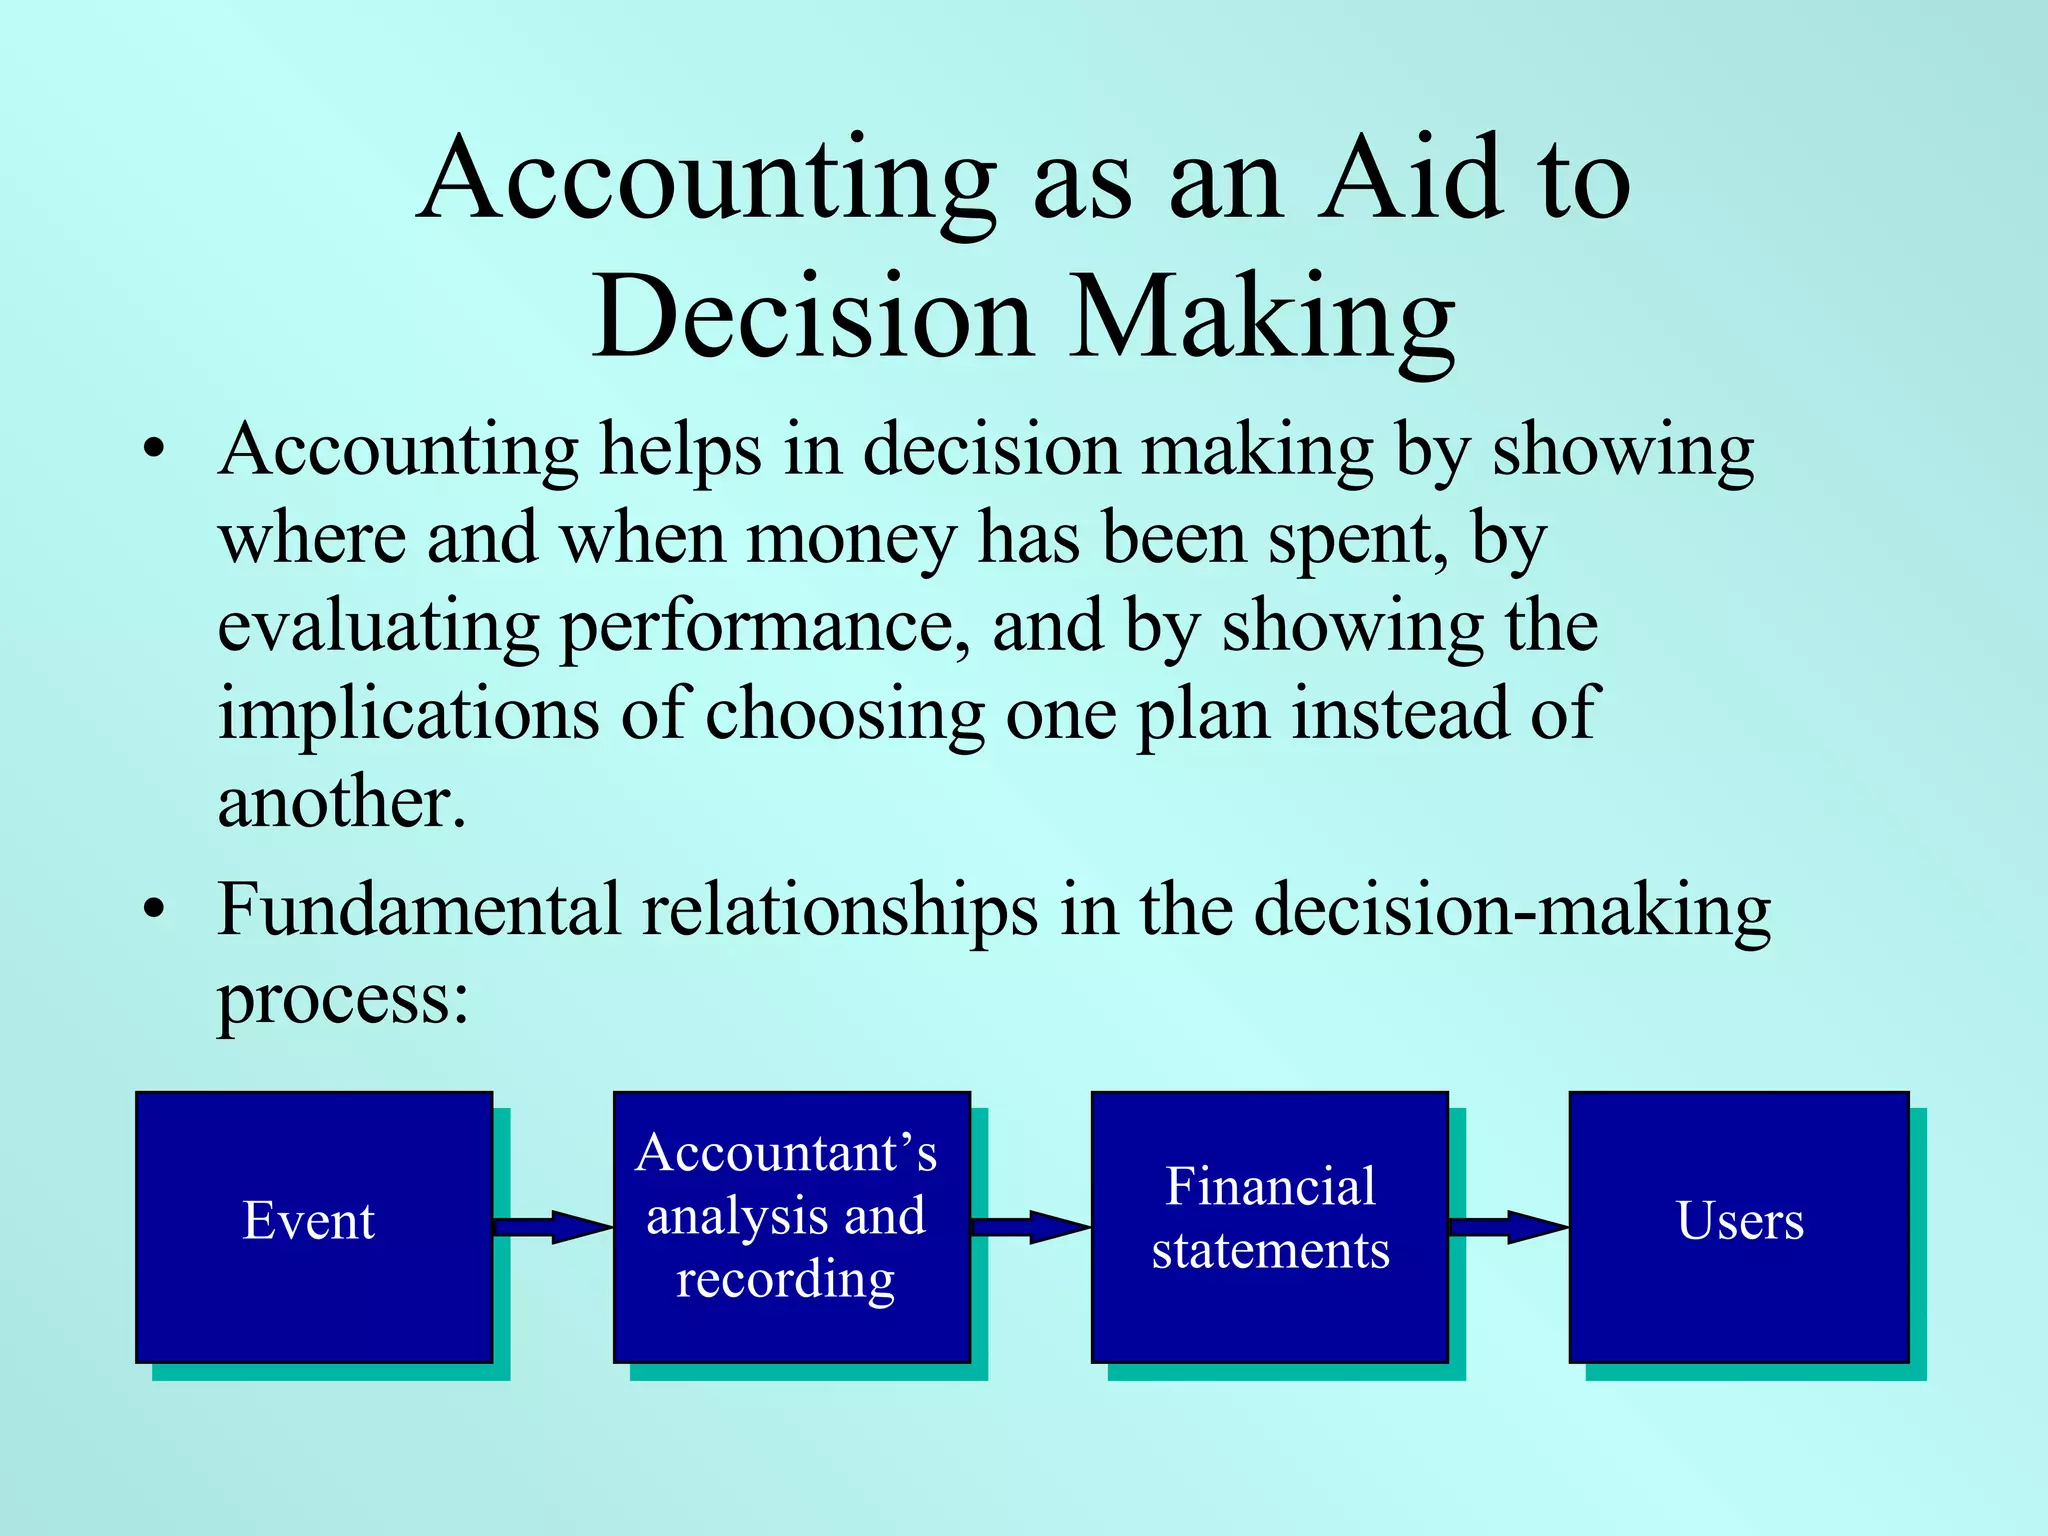 Accounting as an Aid to
Decision Making
• Accounting helps in decision making by showing
where and when money has been spent, by
evaluating performance, and by showing the
implications of choosing one plan instead of
another.
• Fundamental relationships in the decision-making
process:
Event
Accountant’s
analysis and
recording
Financial
statements
Users